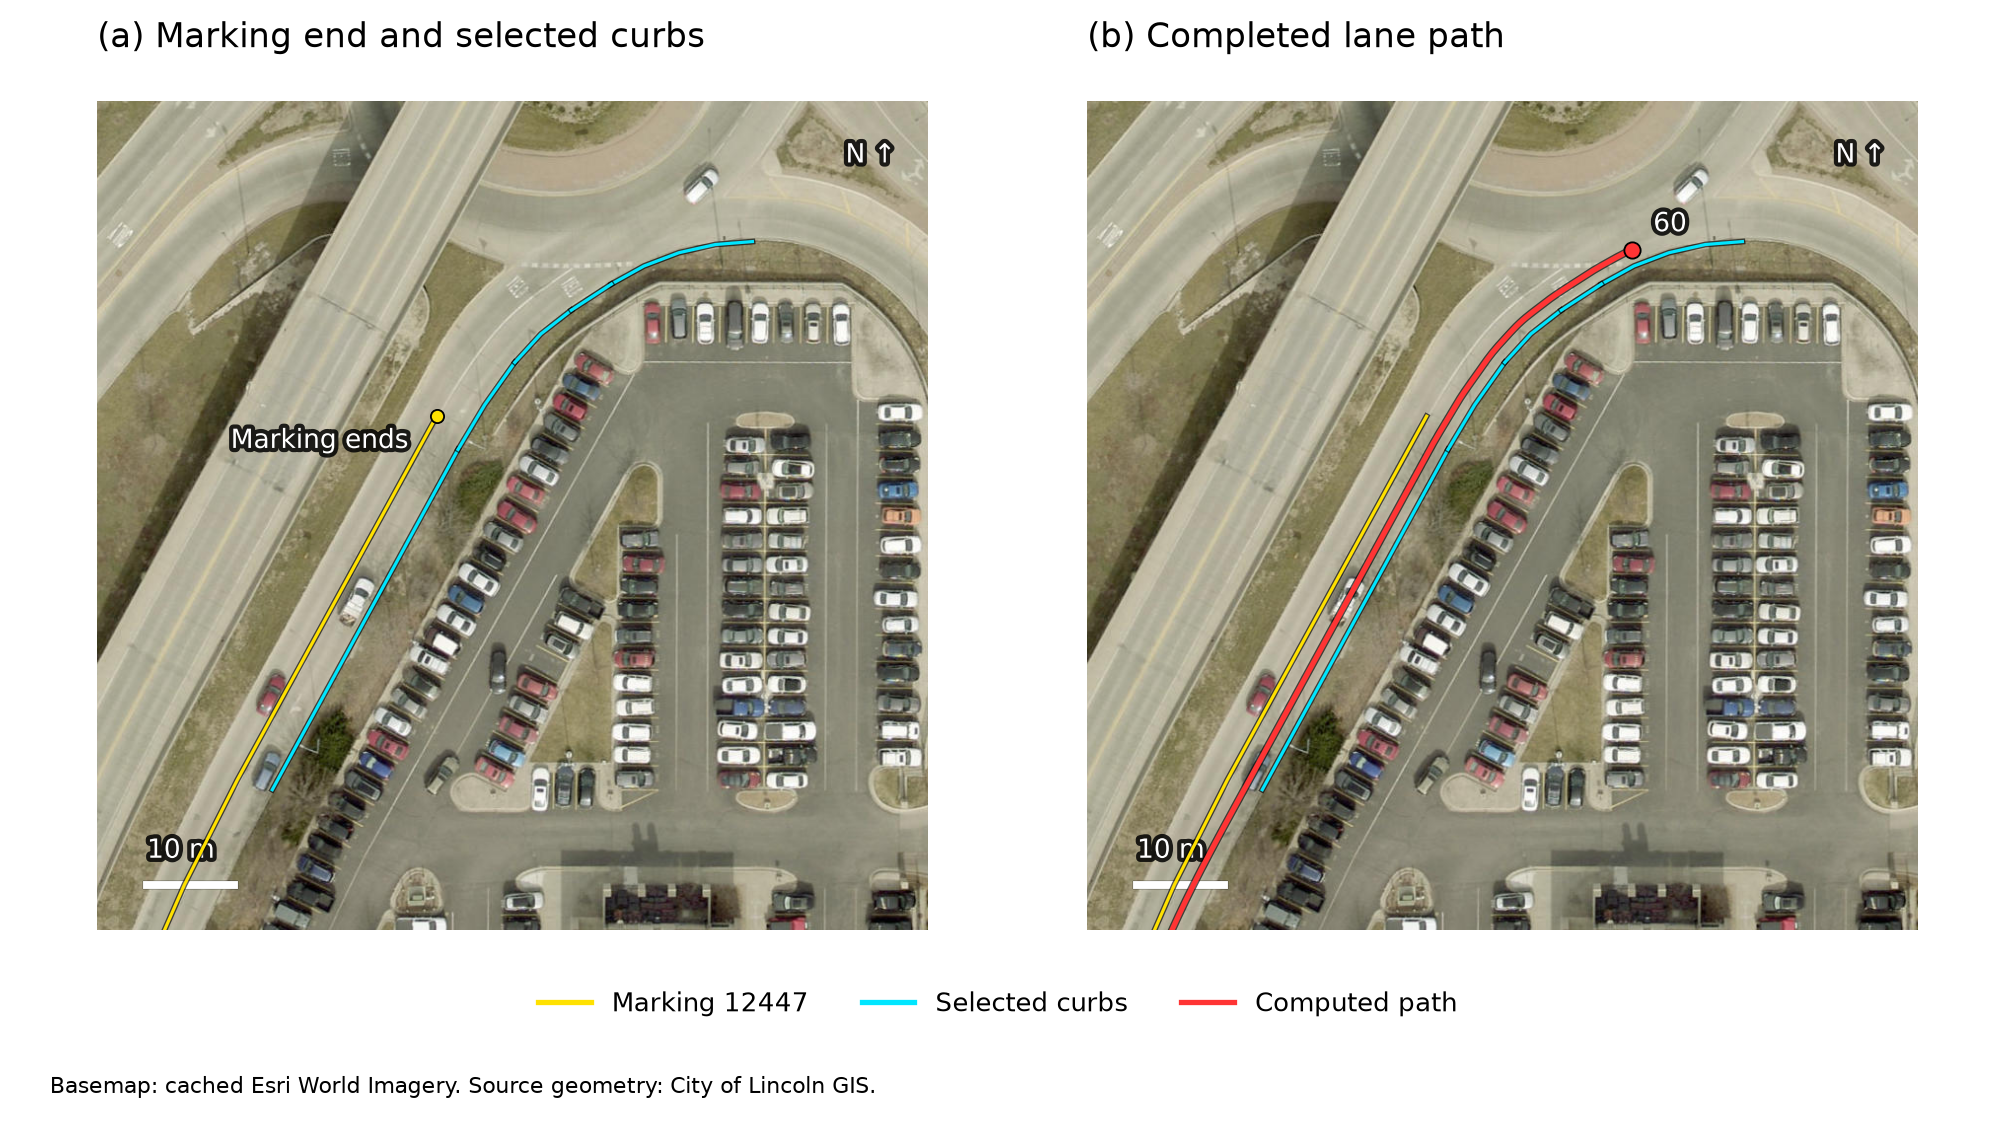 (a) Marking end and selected curbs
(b) Completed lane path
N ↑
N ↑
60
Marking ends
10 m
10 m
Marking 12447
Selected curbs
Computed path
Basemap: cached Esri World Imagery. Source geometry: City of Lincoln GIS.